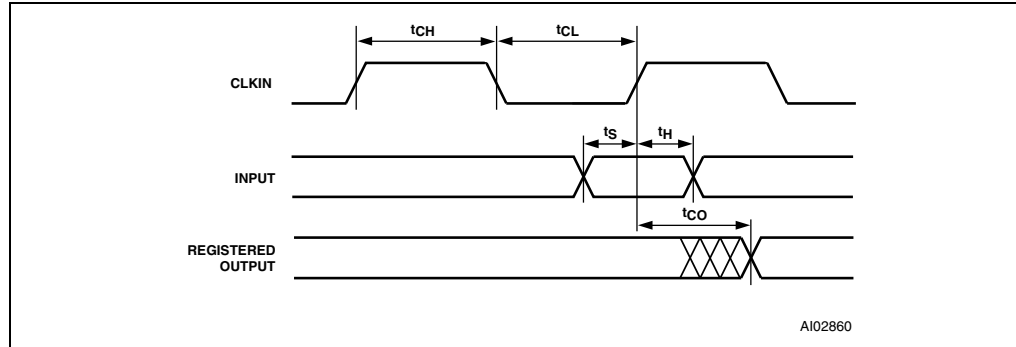 tCH tCL
CLKIN
tS tH
INPUT
tCO
REGISTERED
OUTPUT
AI02860